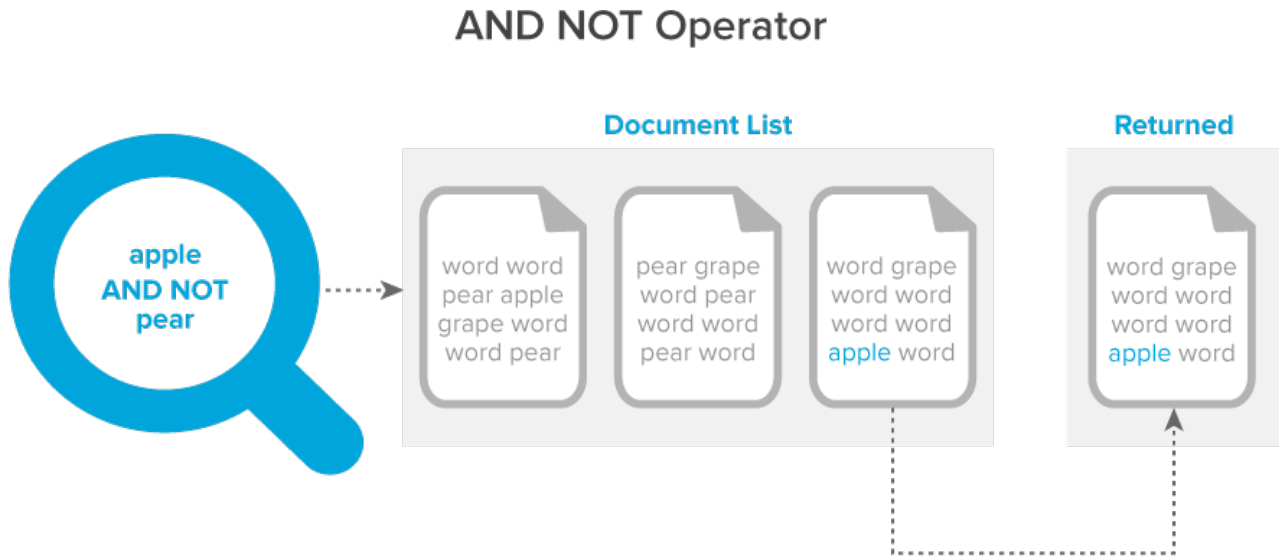 AND NOT Operator
Document List
Returned
apple
AND NOT
pear
word word
pear apple
grape word
word pear
pear grape
word pear
word word
pear word
word grape
word word
word word
apple word
word grape
word word
word word
apple word